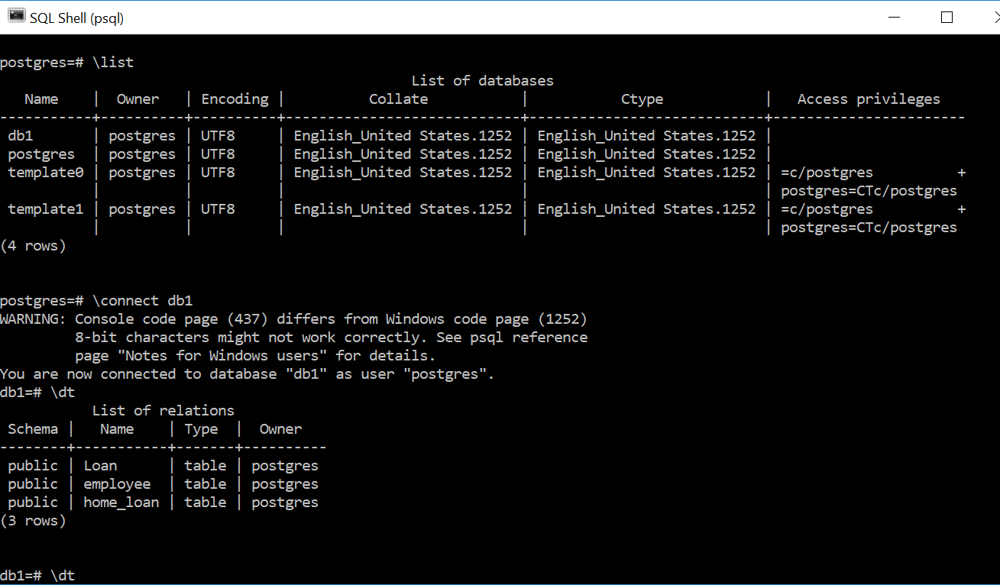 SQL Shell (psql)
postgres=# \list
                                                 List of databases
   Name    |  Owner   | Encoding |          Collate           |           Ctype            |   Access privileges
-----------+----------+----------+----------------------------+----------------------------+-----------------------
 db1       | postgres | UTF8     | English_United States.1252 | English_United States.1252 |
 postgres  | postgres | UTF8     | English_United States.1252 | English_United States.1252 |
 template0 | postgres | UTF8     | English_United States.1252 | English_United States.1252 | =c/postgres          +
           |          |          |                            |                            | postgres=CTc/postgres
 template1 | postgres | UTF8     | English_United States.1252 | English_United States.1252 | =c/postgres          +
           |          |          |                            |                            | postgres=CTc/postgres
(4 rows)
postgres=# \connect db1
WARNING: Console code page (437) differs from Windows code page (1252)
         8-bit characters might not work correctly. See psql reference
         page "Notes for Windows users" for details.
You are now connected to database "db1" as user "postgres".
db1=# \dt
           List of relations
 Schema |   Name    | Type  |  Owner
--------+-----------+-------+----------
 public | Loan      | table | postgres
 public | employee  | table | postgres
 public | home_loan | table | postgres
(3 rows)
db1=# \dt